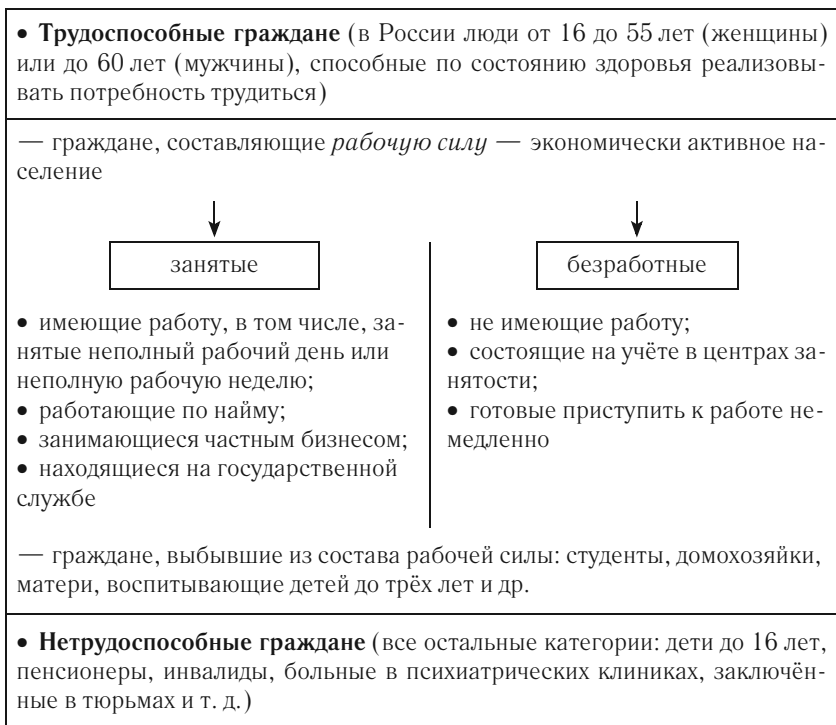 • Трудоспособные граждане (в России люди от 16 до 55 лет (женщины)
или до 60 лет (мужчины), способные по состоянию здоровья реализовы-
вать потребность трудиться)
— граждане, составляющие рабочую силу — экономически активное на-
селение
занятые
• имеющие работу, в том числе, за-
нятые неполный рабочий день или
неполную рабочую неделю;
• работающие по найму;
• занимающиеся частным бизнесом;
• находящиеся на государственной
службе
безработные
• не имеющие работу;
• состоящие на учёте в центрах за-
нятости;
• готовые приступить к работе не-
медленно
— граждане, выбывшие из состава рабочей силы: студенты, домохозяйки,
матери, воспитывающие детей до трёх лет и др.
• Нетрудоспособные граждане (все остальные категории: дети до 16 лет,
пенсионеры, инвалиды, больные в психиатрических клиниках, заключён-
ные в тюрьмах и т. д.)